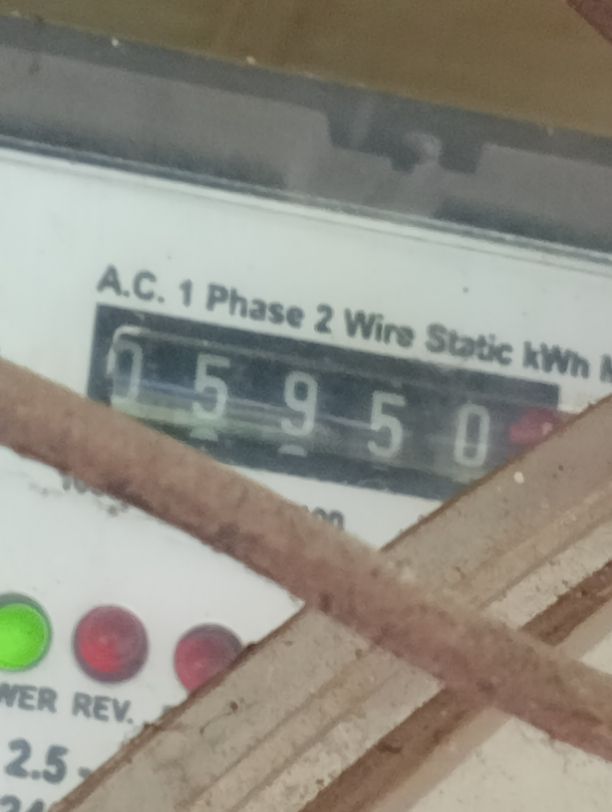 A.C. 1 Phase 2 Wire Static kWh
05950
WER REV.
2.5 -